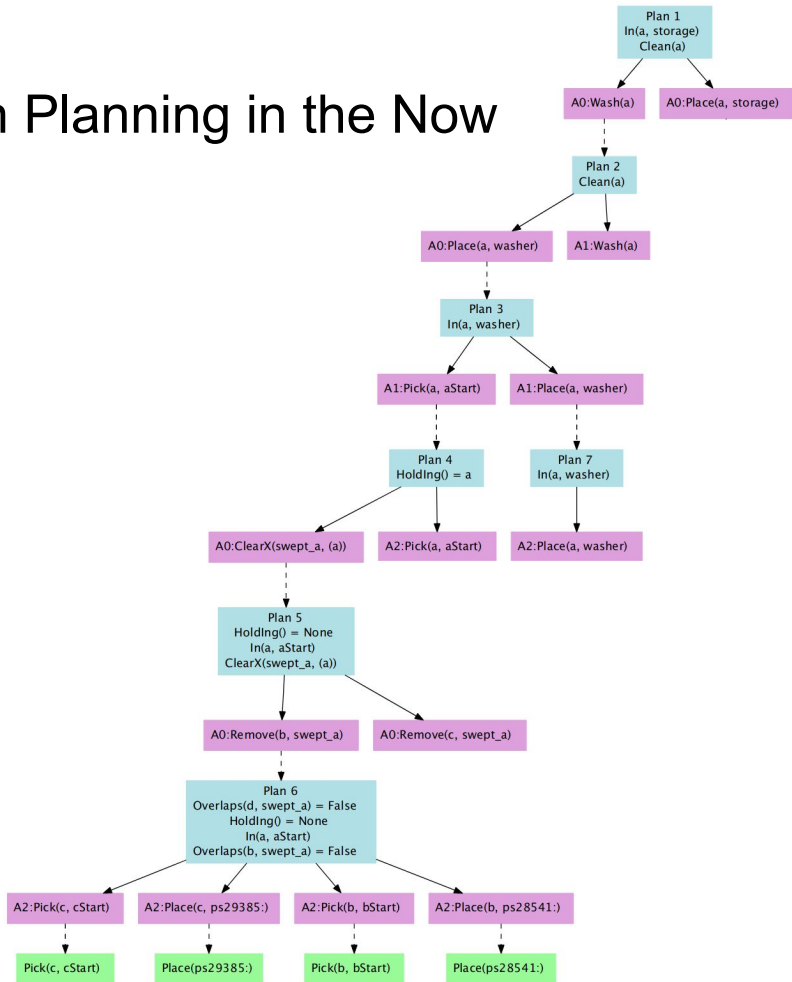 n Planning in the Now
Plan 1
In(a, storage)
Clean(a)
A0:Wash(a)
A0:Place(a, storage)
Plan 2
Clean(a)
A0:Place(a, washer)
A1:Wash(a)
Plan 3
In(a, washer)
A1:Pick(a, aStart)
A1:Place(a, washer)
Plan 4
HoldIng() = a
Plan 7
In(a, washer)
A0:ClearX(swept_a, (a))
A2:Pick(a, aStart)
A2:Place(a, washer)
Plan 5
HoldIng() = None
In(a, aStart)
ClearX(swept_a, (a))
A0:Remove(b, swept_a)
A0:Remove(c, swept_a)
Plan 6
Overlaps(d, swept_a) = False
HoldIng() = None
In(a, aStart)
Overlaps(b, swept_a) = False
A2:Pick(c, cStart)
A2:Place(c, ps29385:)
A2:Pick(b, bStart)
A2:Place(b, ps28541:)
Pick(c, cStart)
Place(ps29385:)
Pick(b, bStart)
Place(ps28541:)